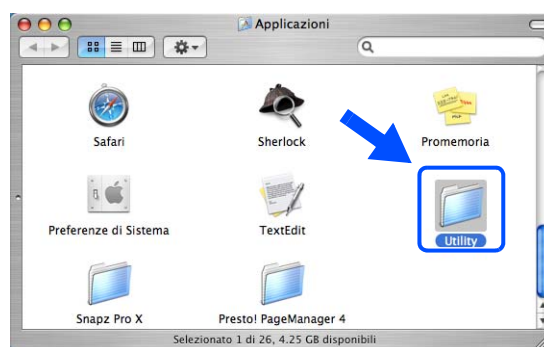 Applicazioni
Safari
Sherlock
Promemoria
Preferenze di Sistema
TextEdit
Utility
Snapz Pro X
Presto! PageManager 4
Selezionato 1 di 26, 4.25 GB disponibili